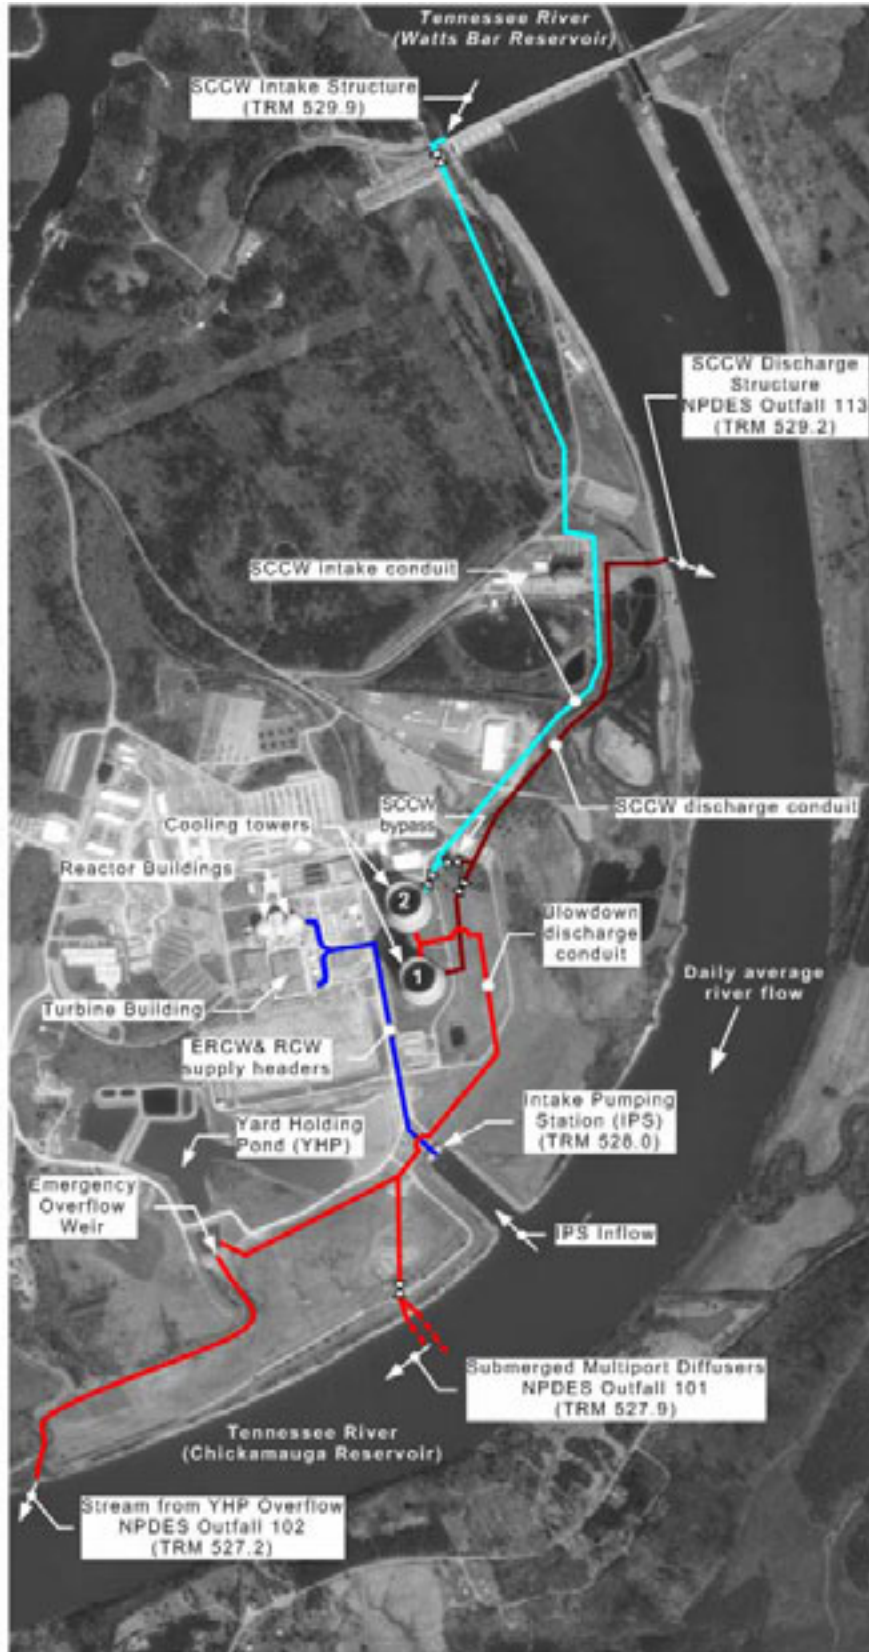 Tennessee River
(Watts Bar Reservoir)
SCCW Intake Structure
(TRM 529.9)
SCCW Discharge
Structure
NPDES Outfall 113
(TRM 529.2)
SCCW intake conduit
SCCW discharge conduit
SCCW
bypass
Cooling towers
Reactor Buildings
2
1
Blowdown
discharge
conduit
Daily average
river flow
Turbine Building
ERCW& RCW
supply headers
Intake Pumping
Station (IPS)
(TRM 528.0)
Yard Holding
Pond (YHP)
Emergency
Overflow
Weir
IPS Inflow
Submerged Multiport Diffusers
NPDES Outfall 101
(TRM 527.9)
Tennessee River
(Chickamauga Reservoir)
Stream from YHP Overflow
NPDES Outfall 102
(TRM 527.2)